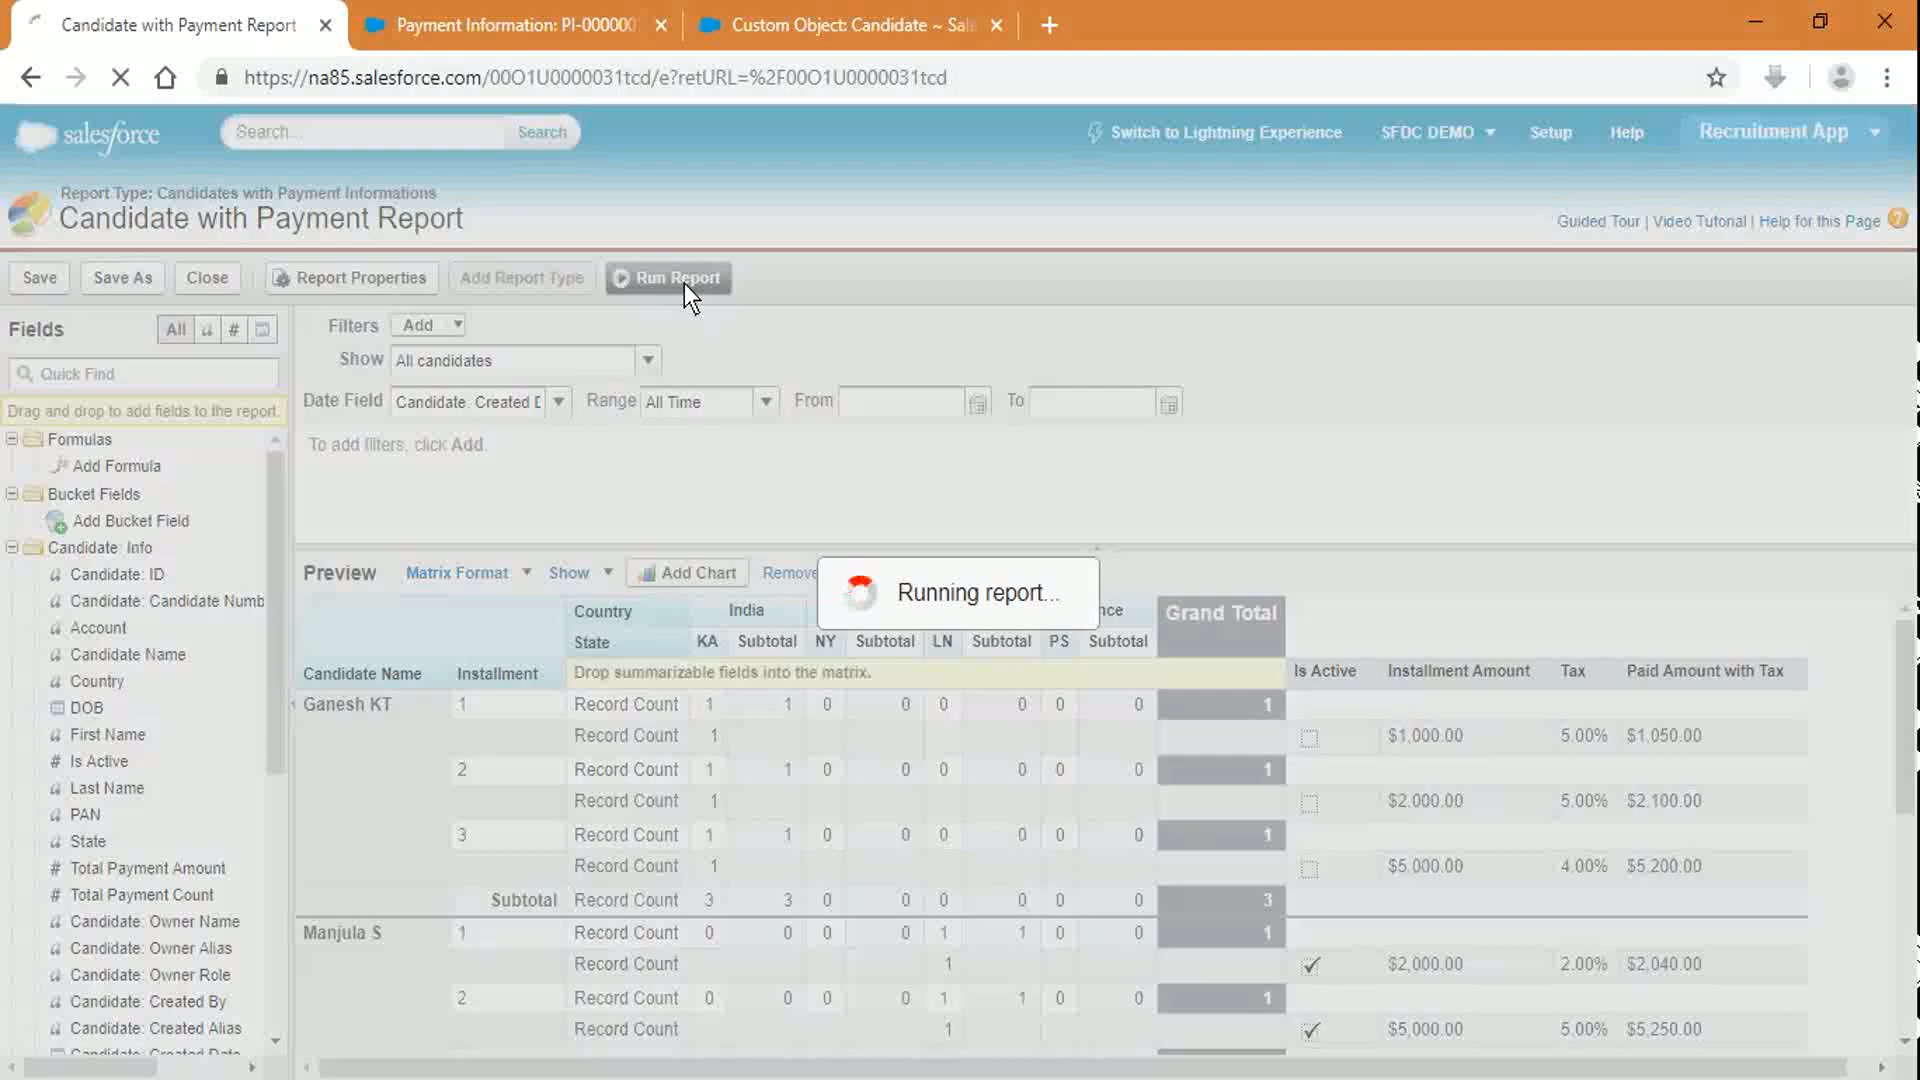 Candidate with Payment Report
Payment Information: PI-000000
Custom Object: Candidate ~ Sal
https://na85.salesforce.com/00O1U0000031tcd/e?retURL=%2F00O1U0000031tcd
salesforce
Search...
Search
Switch to Lightning Experience
SFDC DEMO
Setup
Help
Recruitment App
Report Type: Candidates with Payment Informations
Candidate with Payment Report
Guided Tour | Video Tutorial | Help for this Page ?
Save
Save As
Close
Report Properties
Add Report Type
Run Report
Fields
All
a
#
Quick Find
Drag and drop to add fields to the report.
Formulas
Add Formula
Bucket Fields
Add Bucket Field
Candidate: Info
Candidate: ID
Candidate: Candidate Numb
Account
Candidate Name
Country
DOB
First Name
# Is Active
Last Name
PAN
State
# Total Payment Amount
# Total Payment Count
Candidate: Owner Name
Candidate: Owner Alias
Candidate: Owner Role
Candidate: Created By
Candidate: Created Alias
Candidate: Created Date
Filters Add
Show All candidates
Date Field Candidate: Created D Range All Time From To
To add filters, click Add.
Preview Matrix Format Show Add Chart Remove
Running report...
Country India nce Grand Total
State KA Subtotal NY Subtotal LN Subtotal PS Subtotal
Candidate Name Installment Drop summarizable fields into the matrix. Is Active Installment Amount Tax Paid Amount with Tax
Ganesh KT 1 Record Count 1 1 0 0 0 0 0 0 1
Record Count 1 $1,000.00 5.00% $1,050.00
2 Record Count 1 1 0 0 0 0 0 0 1
Record Count 1 $2,000.00 5.00% $2,100.00
3 Record Count 1 1 0 0 0 0 0 0 1
Record Count 1 $5,000.00 4.00% $5,200.00
Subtotal Record Count 3 3 0 0 0 0 0 0 3
Manjula S 1 Record Count 0 0 0 0 1 1 0 0 1
Record Count 1 $2,000.00 2.00% $2,040.00
2 Record Count 0 0 0 0 1 1 0 0 1
Record Count 1 $5,000.00 5.00% $5,250.00